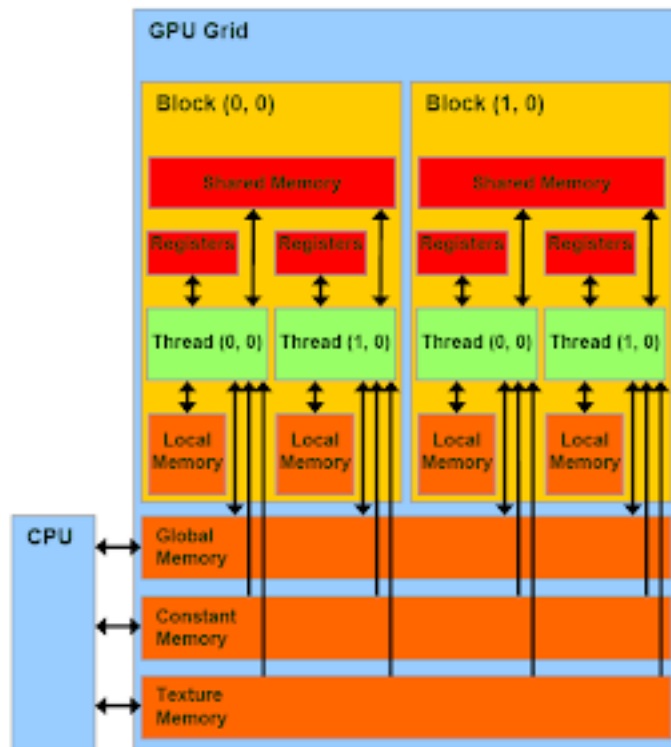 GPU Grid
Block (0, 0)
Block (1, 0)
Shared Memory
Shared Memory
Registers
Registers
Registers
Registers
Thread (0, 0)
Thread (1, 0)
Thread (0, 0)
Thread (1, 0)
Local
Memory
Local
Memory
Local
Memory
Local
Memory
CPU
Global
Memory
Constant
Memory
Texture
Memory